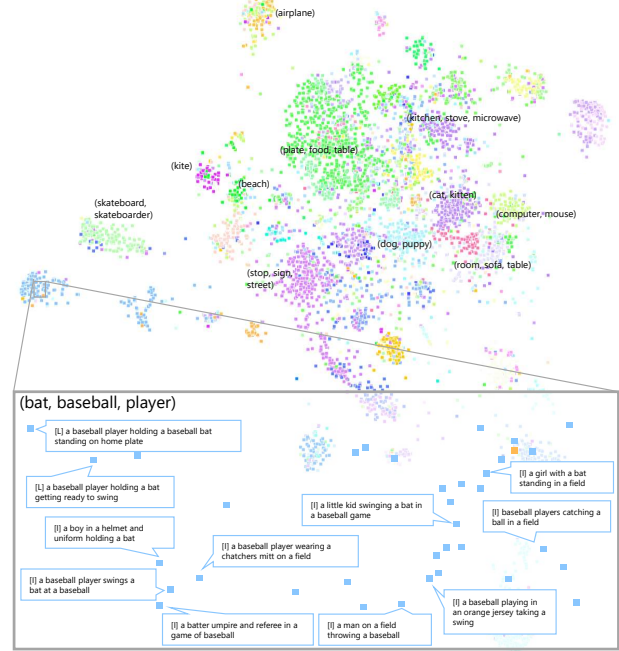 (airplane)
(kitchen, stove, microwave)
(plate, food, table)
(kite)
(beach)
(cat, kitten)
(skateboard,
skateboarder)
(computer, mouse)
(dog, puppy)
(room, sofa, table)
(stop, sign,
street)
(bat, baseball, player)
[L] a baseball player holding a baseball bat
standing on home plate
[L] a baseball player holding a bat
getting ready to swing
[I] a girl with a bat
standing in a field
[I] a little kid swinging a bat in
a baseball game
[I] baseball players catching a
ball in a field
[I] a boy in a helmet and
uniform holding a bat
[I] a baseball player wearing a
chatchers mitt on a field
[I] a baseball player swings a
bat at a baseball
[I] a batter umpire and referee in a
game of baseball
[I] a man on a field
throwing a baseball
[I] a baseball playing in
an orange jersey taking a
swing